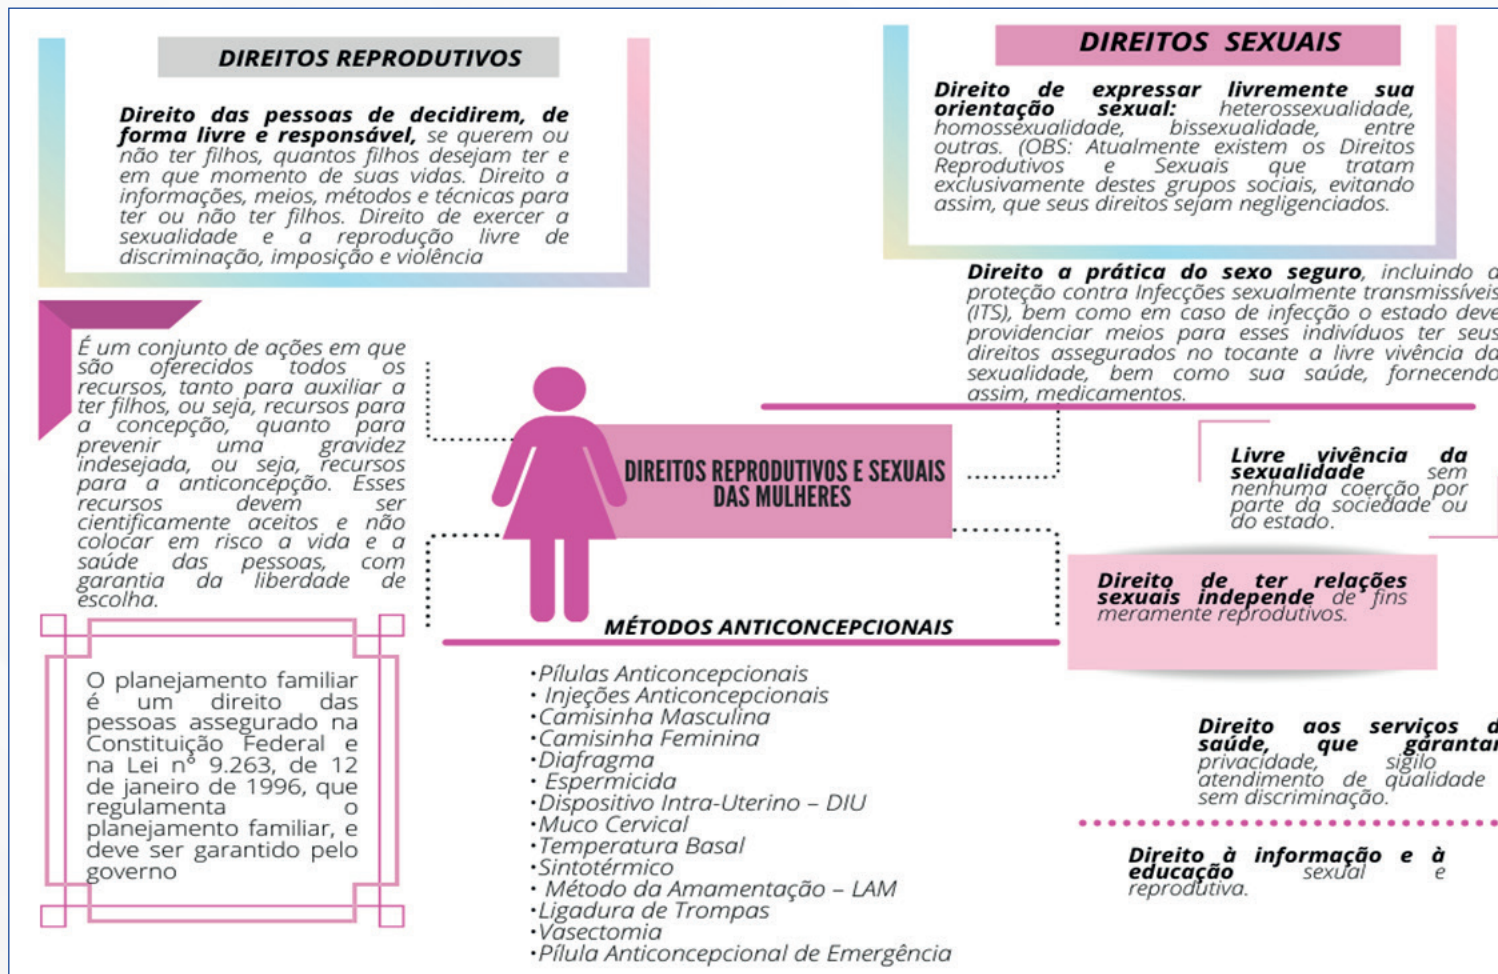 DIREITOS REPRODUTIVOS
Direito das pessoas de decidirem, de
forma livre e responsável, se querem ou
não ter filhos, quantos filhos desejam ter e
em que momento de suas vidas. Direito a
informações, meios, métodos e técnicas para
ter ou não ter filhos. Direito de exercer a
sexualidade e a reprodução livre de
discriminação, imposição e violência
DIREITOS SEXUAIS
Direito de expressar livremente sua
orientação sexual: heterossexualidade,
homossexualidade, bissexualidade, entre
outras. (OBS: Atualmente existem os Direitos
Reprodutivos e Sexuais que tratam
exclusivamente destes grupos sociais, evitando
assim, que seus direitos sejam negligenciados.
Direito a prática do sexo seguro, incluindo a
proteção contra Infecções sexualmente transmissíveis
(ITS), bem como em caso de infecção o estado deve
providenciar meios para esses indivíduos ter seus
direitos assegurados no tocante a livre vivência da
sexualidade, bem como sua saúde, fornecendo
assim, medicamentos.
É um conjunto de ações em que
são oferecidos todos os
recursos, tanto para auxiliar a
ter filhos, ou seja, recursos para
a concepção, quanto para
prevenir uma gravidez
indesejada, ou seja, recursos
para a anticoncepção. Esses
recursos devem ser
cientificamente aceitos e não
colocar em risco a vida e a
saúde das pessoas, com
garantia da liberdade de
escolha.
DIREITOS REPRODUTIVOS E SEXUAIS
DAS MULHERES
Livre vivência da
sexualidade sem
nenhuma coerção por
parte da sociedade ou
do estado.
Direito de ter relações
sexuais independe de fins
meramente reprodutivos.
O planejamento familiar
é um direito das
pessoas assegurado na
Constituição Federal e
na Lei n° 9.263, de 12
de janeiro de 1996, que
regulamenta o
planejamento familiar, e
deve ser garantido pelo
governo
MÉTODOS ANTICONCEPCIONAIS
•Pílulas Anticoncepcionais
• Injeções Anticoncepcionais
•Camisinha Masculina
•Camisinha Feminina
•Diafragma
• Espermicida
•Dispositivo Intra-Uterino – DIU
•Muco Cervical
•Temperatura Basal
•Sintotérmico
• Método da Amamentação – LAM
•Ligadura de Trompas
•Vasectomia
•Pílula Anticoncepcional de Emergência
Direito aos serviços d
saúde, que garantan
privacidade, sigilo
atendimento de qualidade
sem discriminação.
Direito à informação e à
educação sexual e
reprodutiva.